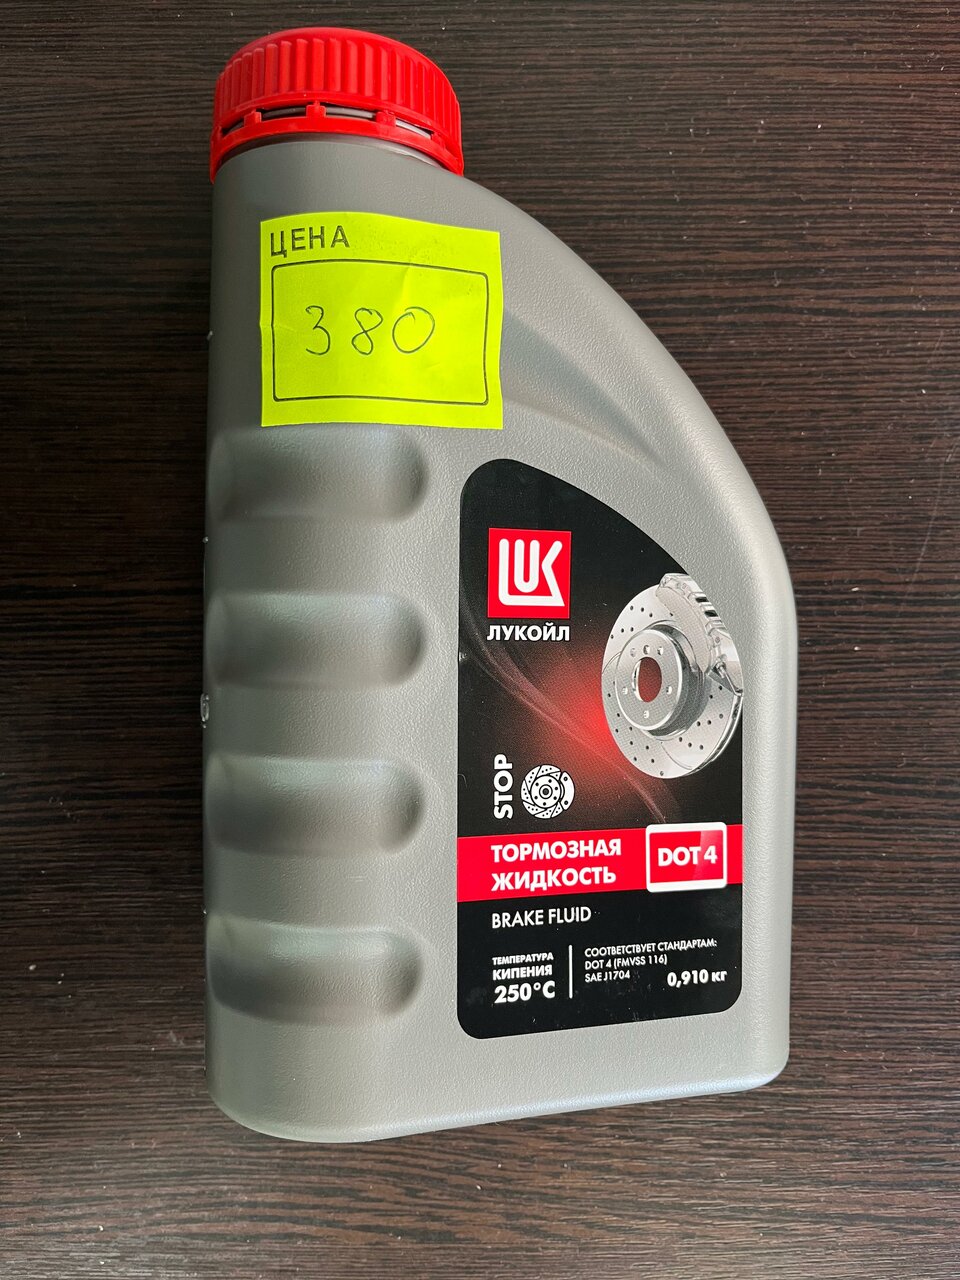 ЦЕНА
380
LUK
ЛУКОЙЛ
STOP
ТОРМОЗНАЯ
ЖИДКОСТЬ
DOT 4
BRAKE FLUID
ТЕМПЕРАТУРА
КИПЕНИЯ
250°C
СООТВЕТСТВУЕТ СТАНДАРТАМ:
DOT 4 (FMVSS 116)
SAE J1704
0,910 кг